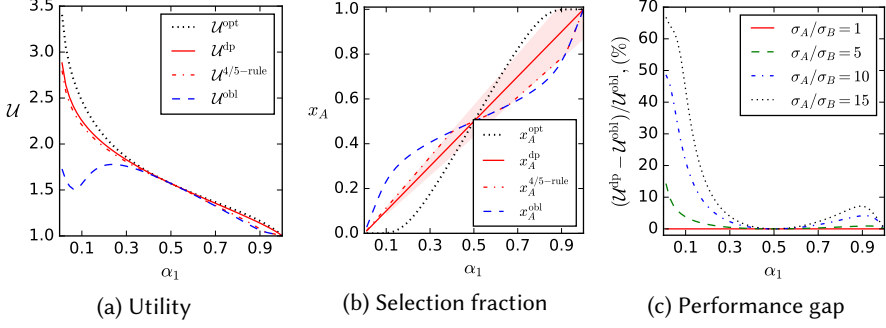 3.5
3.0
2.5
2.0
1.5
1.0
𝒰
𝒰^opt
𝒰^dp
𝒰^4/5−rule
𝒰^obl
0.1 0.3 0.5 0.7 0.9
α₁
(a) Utility
1.0
0.8
0.6
0.4
0.2
0.0
x_A
x_A^opt
x_A^dp
x_A^4/5−rule
x_A^obl
0.1 0.3 0.5 0.7 0.9
α₁
(b) Selection fraction
70
60
50
40
30
20
10
0
(𝒰^dp − 𝒰^obl)/𝒰^obl, (%)
σ_A/σ_B = 1
σ_A/σ_B = 5
σ_A/σ_B = 10
σ_A/σ_B = 15
0.1 0.3 0.5 0.7 0.9
α₁
(c) Performance gap